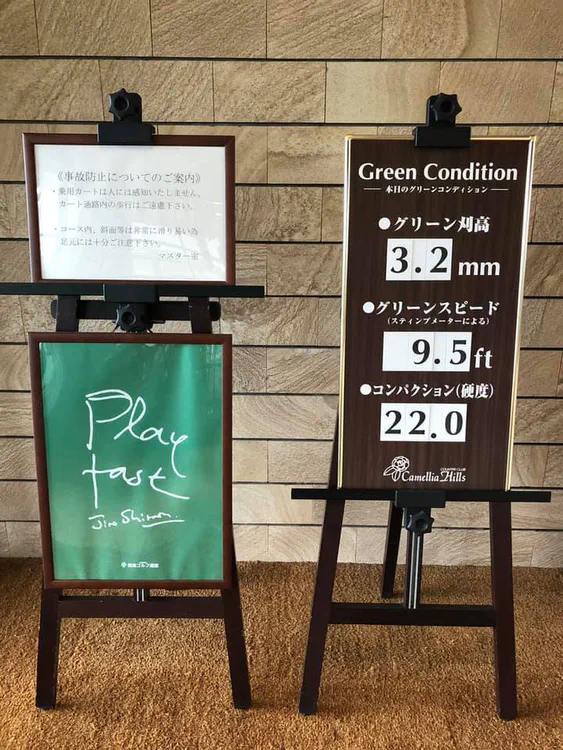 《事故防止についてのご案内》
・乗用カートは人には感知いたしません。
カート通路内の歩行はご遠慮下さい。
・コース内、斜面等は非常に滑り易い為
足元には十分ご注意下さい。
マスター室
Play
fast
Jiro Shirasu.
Green Condition
本日のグリーンコンディション
●グリーン刈高
3.2 mm
●グリーンスピード
(スティンプメーターによる)
9.5 ft
●コンパクション(硬度)
22.0
COUNTRY CLUB
Camellia Hills